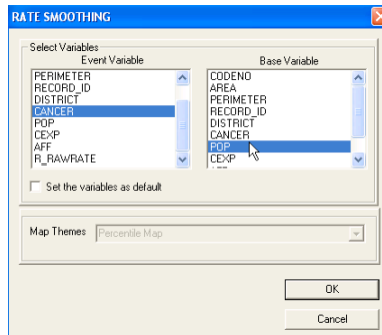 RATE SMOOTHING
Select Variables
Event Variable
PERIMETER
RECORD_ID
DISTRICT
CANCER
POP
CEXP
AFF
R_RAWRATE
Base Variable
CODENO
AREA
PERIMETER
RECORD_ID
DISTRICT
CANCER
POP
CEXP
Set the variables as default
Map Themes
Percentile Map
OK
Cancel